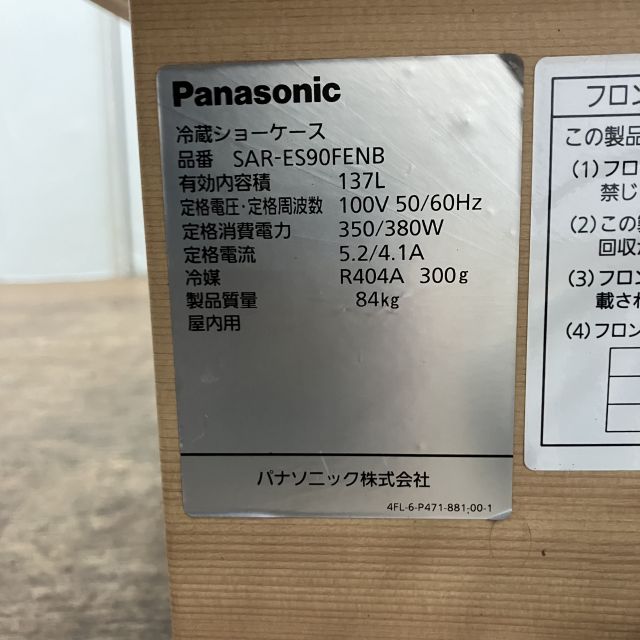 Panasonic
冷蔵ショーケース
品番 SAR-ES90FENB
有効内容積 137L
定格電圧・定格周波数 100V 50/60Hz
定格消費電力 350/380W
定格電流 5.2/4.1A
冷媒 R404A 300g
製品質量 84kg
屋内用
パナソニック株式会社
4FL-6-P471-881-00-1
フロン
この製品
(1)フロ
禁じ
(2)この製
回収
(3)フロン
載され
(4)フロン